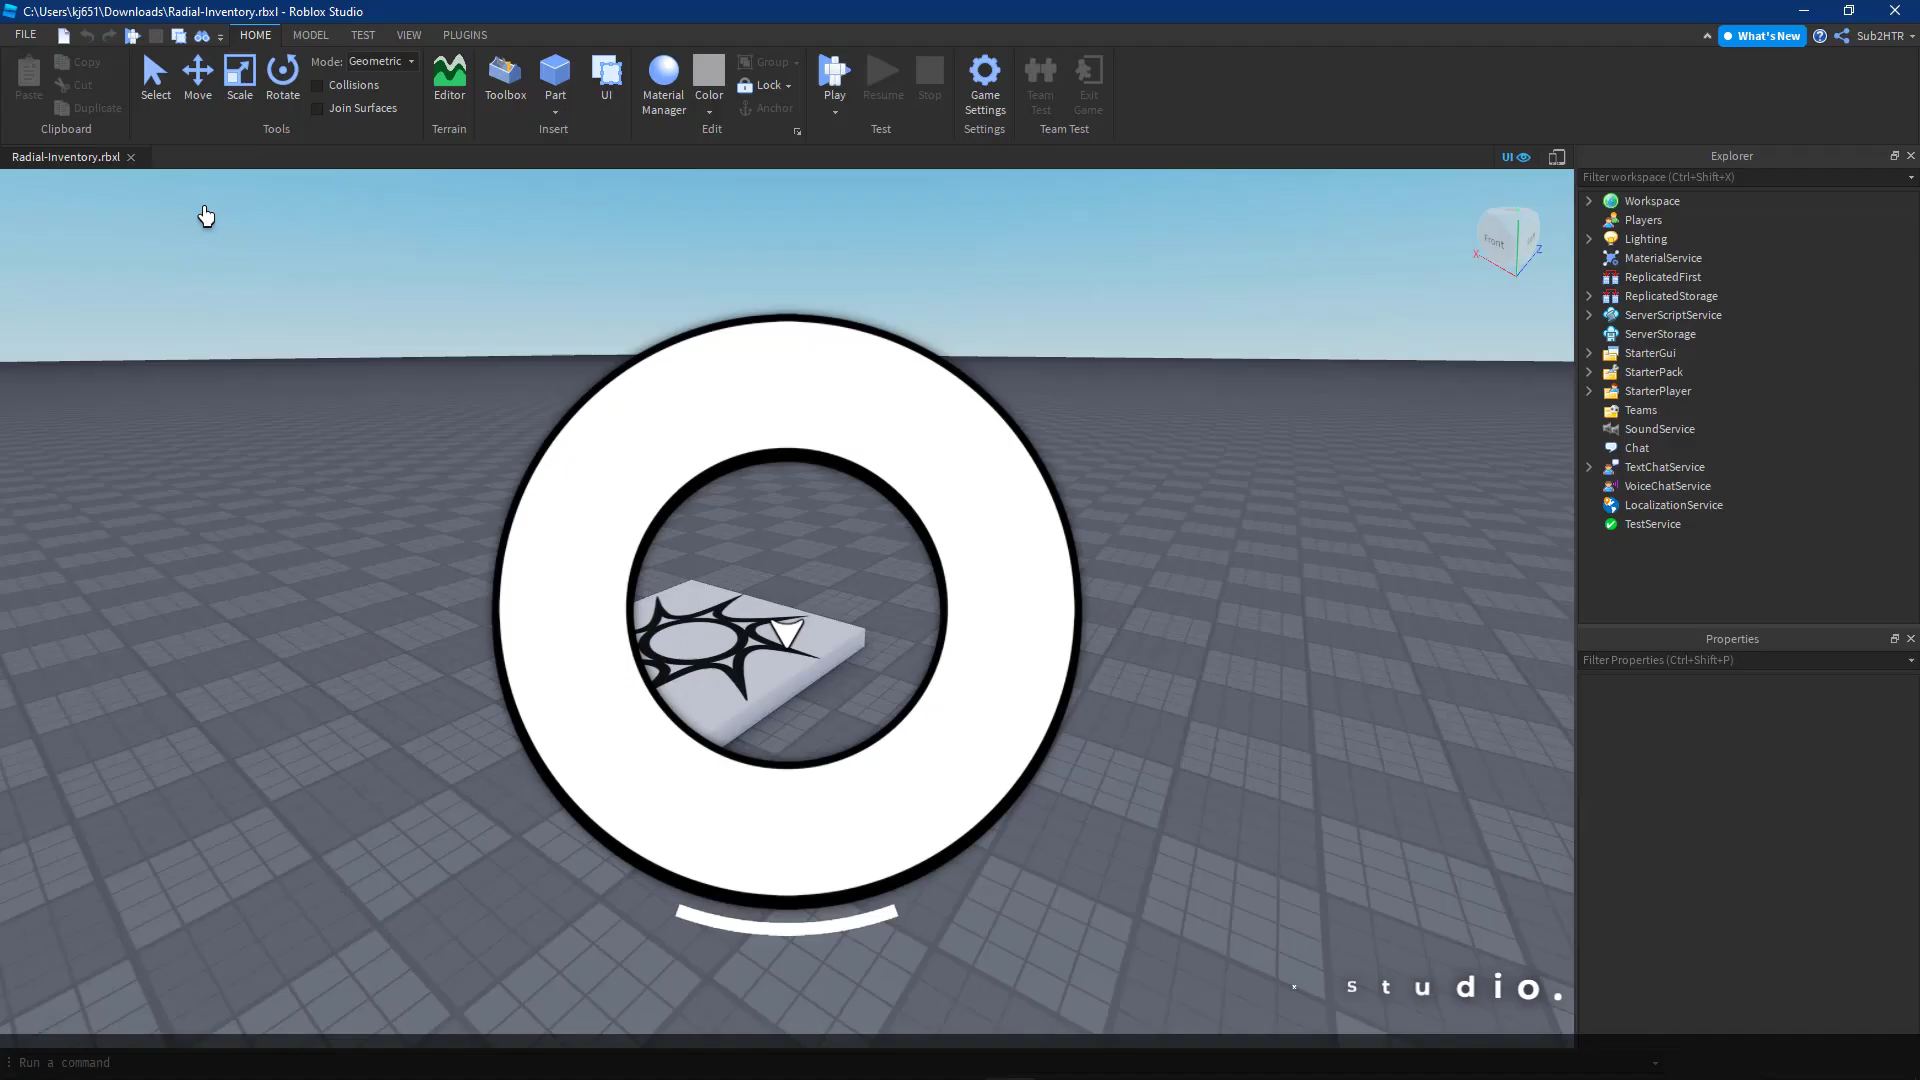 C:\Users\kj651\Downloads\Radial-Inventory.rbxl - Roblox Studio
FILE
HOME
MODEL
TEST
VIEW
PLUGINS
What's New
Sub2HTR
Paste
Copy
Cut
Duplicate
Clipboard
Select
Move
Scale
Rotate
Mode: Geometric
Collisions
Join Surfaces
Tools
Editor
Terrain
Toolbox
Part
UI
Insert
Material Manager
Color
Group
Lock
Anchor
Edit
Play
Resume
Stop
Test
Game Settings
Settings
Team Test
Exit Game
Team Test
Radial-Inventory.rbxl
UI
Front
X
Z
studio.
Explorer
Filter workspace (Ctrl+Shift+X)
Workspace
Players
Lighting
MaterialService
ReplicatedFirst
ReplicatedStorage
ServerScriptService
ServerStorage
StarterGui
StarterPack
StarterPlayer
Teams
SoundService
Chat
TextChatService
VoiceChatService
LocalizationService
TestService
Properties
Filter Properties (Ctrl+Shift+P)
Run a command